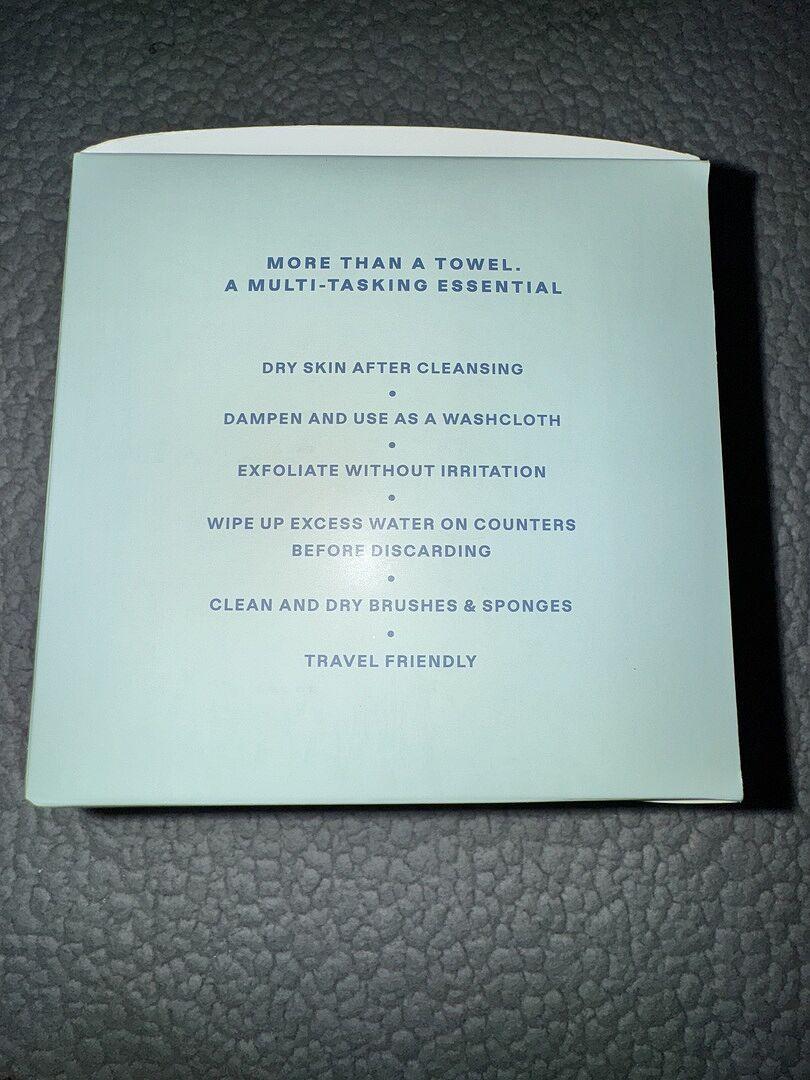 MORE THAN A TOWEL.
A MULTI-TASKING ESSENTIAL
DRY SKIN AFTER CLEANSING
•
DAMPEN AND USE AS A WASHCLOTH
•
EXFOLIATE WITHOUT IRRITATION
•
WIPE UP EXCESS WATER ON COUNTERS
BEFORE DISCARDING
•
CLEAN AND DRY BRUSHES & SPONGES
•
TRAVEL FRIENDLY